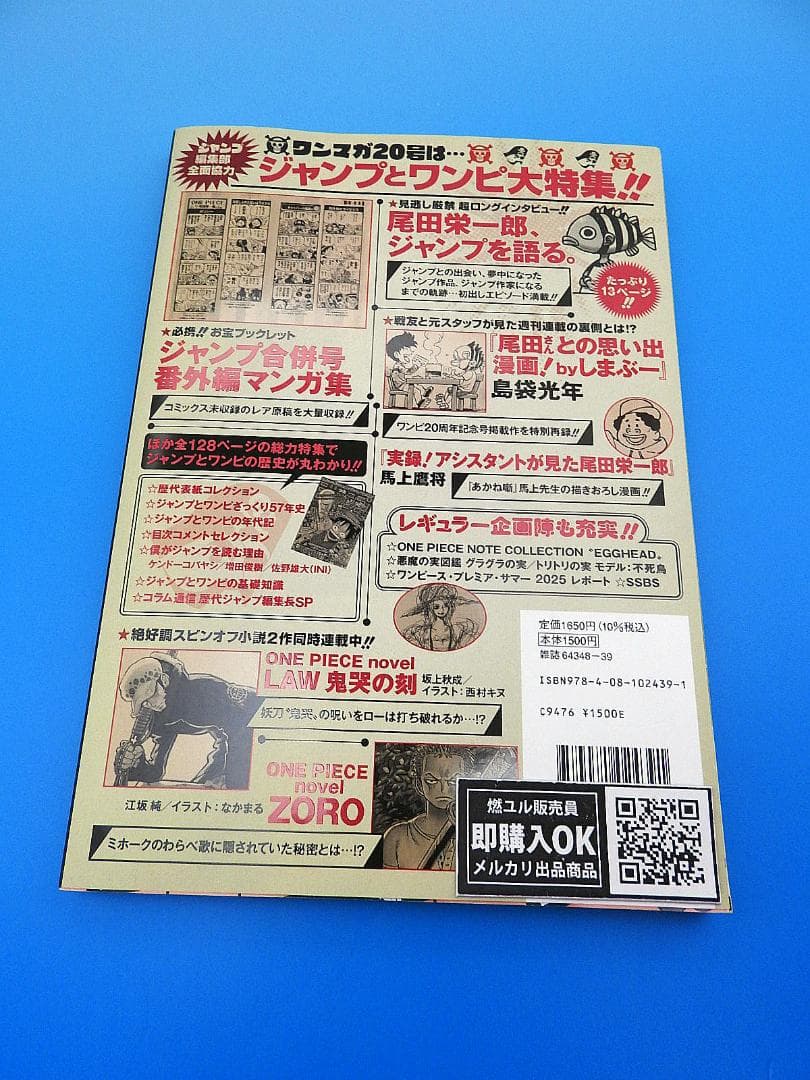 ジャンプ
編集部
全面協力
ワンマガ20号は…
ジャンプとワンピ大特集!!
ONE PIECE
★見逃し厳禁 超ロングインタビュー!!
尾田栄一郎、
ジャンプを語る。
ジャンプとの出会い、夢中になった
ジャンプ作品、ジャンプ作家になる
までの軌跡…初出しエピソード満載!!
たっぷり
13ページ
!!
★必携!! お宝ブックレット
ジャンプ合併号
番外編マンガ集
コミックス未収録のレア原稿を大量収録!!
★戦友と元スタッフが見た週刊連載の裏側とは!?
『尾田さんとの思い出
漫画!byしまぶー』
島袋光年
ワンピ20周年記念号掲載作を特別再録!!
『実録!アシスタントが見た尾田栄一郎』
馬上鷹将
『あかね噺』馬上先生の描きおろし漫画!!
ほか全128ページの総力特集で
ジャンプとワンピの歴史が丸わかり!!
☆歴代表紙コレクション
☆ジャンプとワンピざっくり57年史
☆ジャンプとワンピの年代記
☆目次コメントセレクション
☆僕がジャンプを読む理由
ケンドーコバヤシ/増田俊樹/佐野雄大(INI)
☆ジャンプとワンピの基礎知識
☆コラム通信 歴代ジャンプ編集長SP
レギュラー企画陣も充実!!
☆ONE PIECE NOTE COLLECTION "EGGHEAD"
☆悪魔の実図鑑 グラグラの実/トリトリの実 モデル:不死鳥
☆ワンピース・プレミア・サマー 2025 レポート ☆SSBS
★絶好調スピンオフ小説2作同時連載中!!
ONE PIECE novel
LAW 鬼哭の刻
坂上秋成/
イラスト:西村キヌ
妖刀"鬼哭"の呪いをローは打ち破れるか…!?
ONE PIECE
novel
ZORO
江坂 純/イラスト:なかまる
ミホークのわらべ歌に隠されていた秘密とは…!?
定価1650円(10%税込)
本体1500円
雑誌 64348-39
ISBN978-4-08-102439-1
C9476 ¥1500E
燃ユル販売員
即購入OK
メルカリ出品商品